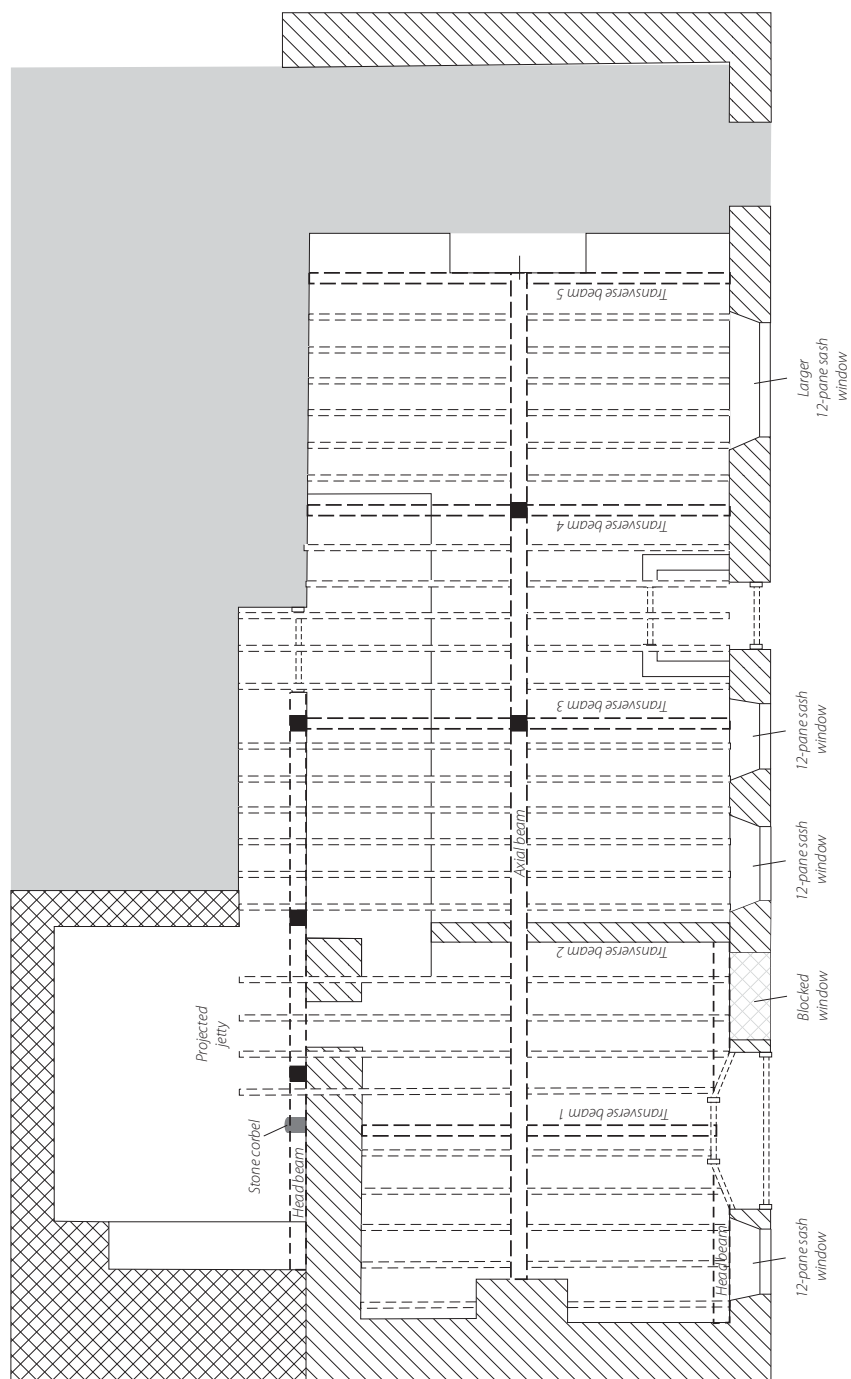 Transverse beam 5
Larger
12-pane sash
window
Transverse beam 4
Transverse beam 3
12-pane sash
window
Axial beam
12-pane sash
window
Transverse beam 2
Blocked
window
Projected
jetty
Transverse beam 1
Stone corbel
Head beam
Head beam
12-pane sash
window